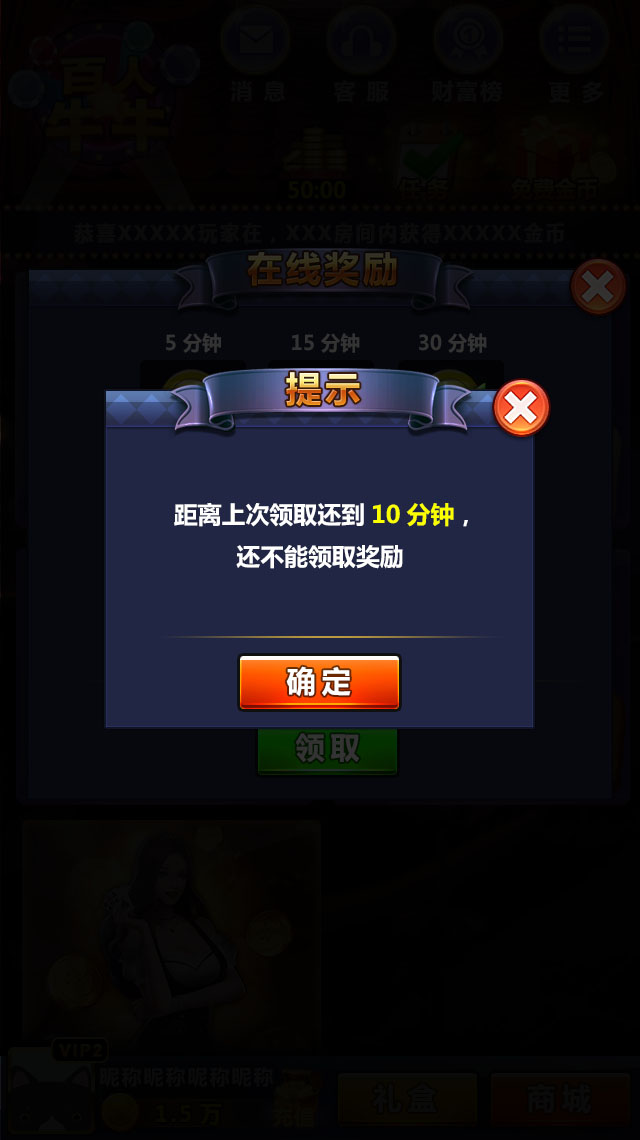 百人
牛牛
消息
客服
财富榜
更多
50:00
任务
免费金币
恭喜XXXXX玩家在，XXX房间内获得XXXXX金币
在线奖励
5 分钟
15 分钟
30 分钟
提示
距离上次领取还到 10 分钟，
还不能领取奖励
确定
领取
VIP2
昵称昵称昵称昵称
1.5 万
充值
礼盒
商城